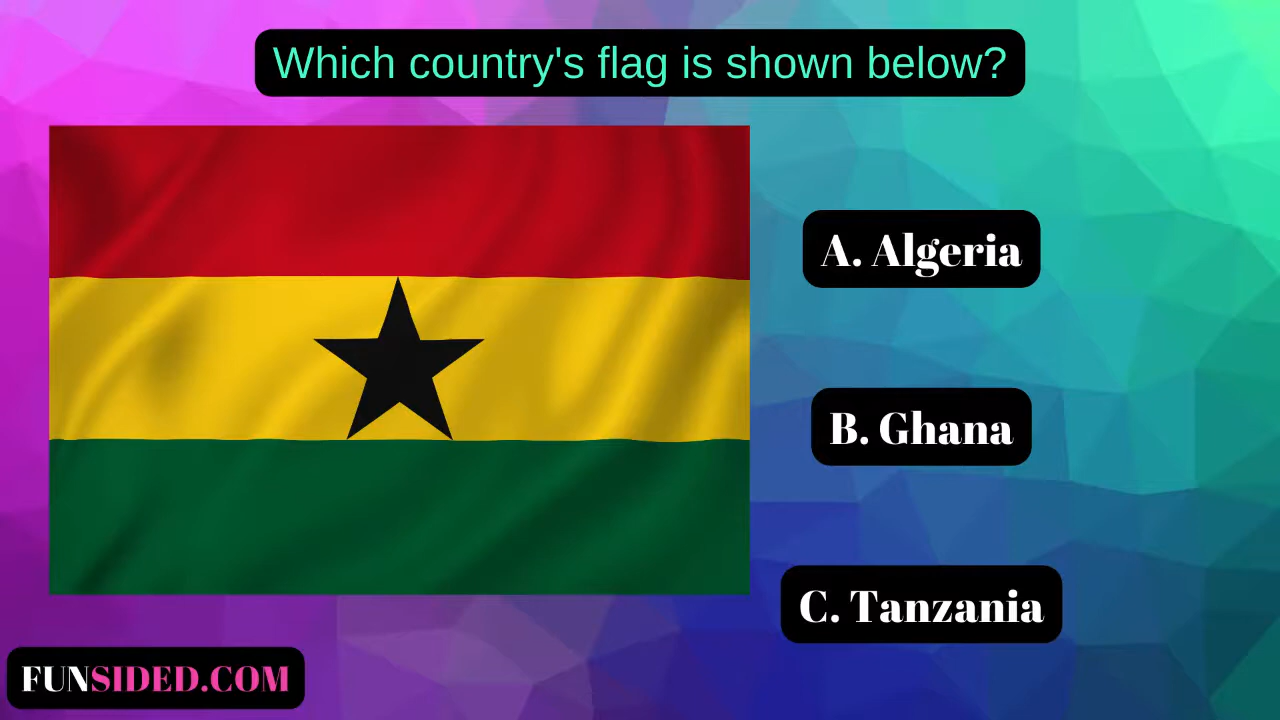 Which country's flag is shown below?
A. Algeria
B. Ghana
C. Tanzania
FUNSIDED.COM